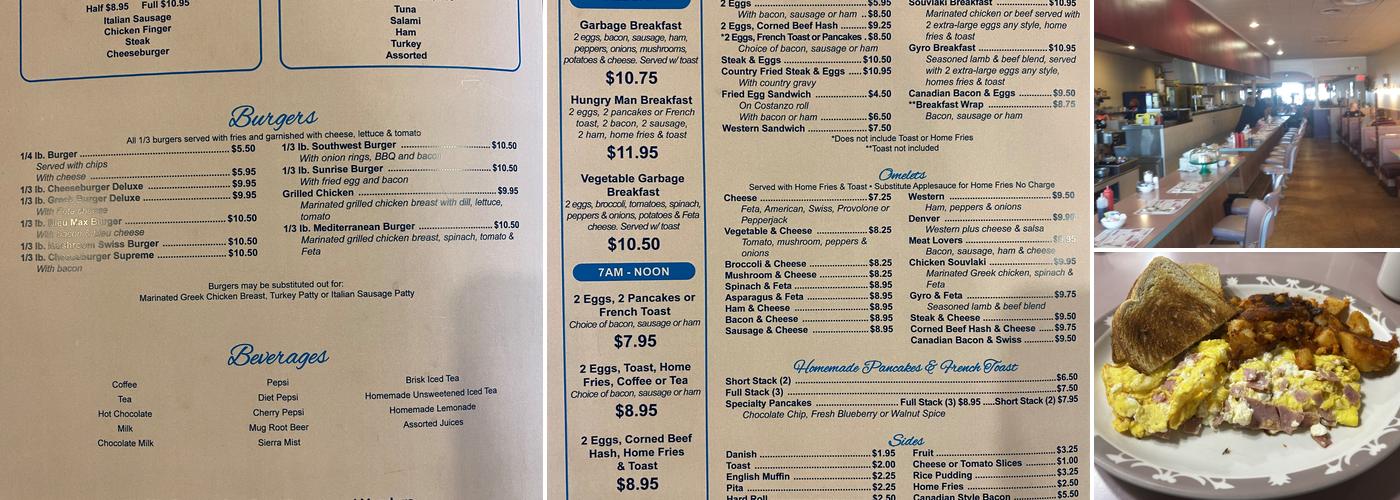 Half $8.95 Full $10.95
Italian Sausage
Chicken Finger
Steak
Cheeseburger
Tuna
Salami
Ham
Turkey
Assorted
Burgers
All 1/3 burgers served with fries and garnished with cheese, lettuce & tomato
1/4 lb. Burger $5.50
Served with chips
With cheese $5.95
1/3 lb. Cheeseburger Deluxe $9.95
1/3 lb. Greek Burger Deluxe $9.95
With Feta cheese
1/3 lb. Bleu Max Burger $10.50
With bacon & bleu cheese
1/3 lb. Mushroom Swiss Burger $10.50
1/3 lb. Cheeseburger Supreme $10.50
With bacon
1/3 lb. Southwest Burger $10.50
With onion rings, BBQ and bacon
1/3 lb. Sunrise Burger $10.50
With fried egg and bacon
Grilled Chicken $9.95
Marinated grilled chicken breast with dill, lettuce,
tomato
1/3 lb. Mediterranean Burger $10.50
Marinated grilled chicken breast, spinach, tomato &
Feta
Burgers may be substituted out for:
Marinated Greek Chicken Breast, Turkey Patty or Italian Sausage Patty
Beverages
Coffee
Tea
Hot Chocolate
Milk
Chocolate Milk
Pepsi
Diet Pepsi
Cherry Pepsi
Mug Root Beer
Sierra Mist
Brisk Iced Tea
Homemade Unsweetened Iced Tea
Homemade Lemonade
Assorted Juices
Garbage Breakfast
2 eggs, bacon, sausage, ham,
peppers, onions, mushrooms,
potatoes & cheese. Served w/ toast
$10.75
Hungry Man Breakfast
2 eggs, 2 pancakes or French
toast, 2 bacon, 2 sausage,
2 ham, home fries & toast
$11.95
Vegetable Garbage
Breakfast
2 eggs, broccoli, tomatoes, spinach,
peppers & onions, potatoes & Feta
cheese. Served w/ toast
$10.50
7AM - NOON
2 Eggs, 2 Pancakes or
French Toast
Choice of bacon, sausage or ham
$7.95
2 Eggs, Toast, Home
Fries, Coffee or Tea
Choice of bacon, sausage or ham
$8.95
2 Eggs, Corned Beef
Hash, Home Fries
& Toast
$8.95
2 Eggs $5.95
With bacon, sausage or ham $8.50
2 Eggs, Corned Beef Hash $9.25
*2 Eggs, French Toast or Pancakes $8.50
Choice of bacon, sausage or ham
Steak & Eggs $10.50
Country Fried Steak & Eggs $10.95
With country gravy
Fried Egg Sandwich $4.50
On Costanzo roll
With bacon or ham $6.50
Western Sandwich $7.50
Souvlaki Breakfast $10.95
Marinated chicken or beef served with
2 extra-large eggs any style, home
fries & toast
Gyro Breakfast $10.95
Seasoned lamb & beef blend, served
with 2 extra-large eggs any style,
homes fries & toast
Canadian Bacon & Eggs $9.50
**Breakfast Wrap $8.75
Bacon, sausage or ham
*Does not include Toast or Home Fries
**Toast not included
Omelets
Served with Home Fries & Toast • Substitute Applesauce for Home Fries No Charge
Cheese $7.25
Feta, American, Swiss, Provolone or
Pepperjack
Vegetable & Cheese $8.25
Tomato, mushroom, peppers &
onions
Broccoli & Cheese $8.25
Mushroom & Cheese $8.25
Spinach & Feta $8.95
Asparagus & Feta $8.95
Ham & Cheese $8.95
Bacon & Cheese $8.95
Sausage & Cheese $8.95
Western $9.50
Ham, peppers & onions
Denver $9.90
Western plus cheese & salsa
Meat Lovers
Bacon, sausage, ham & cheese
Chicken Souvlaki $9.95
Marinated Greek chicken, spinach &
Feta
Gyro & Feta $9.75
Seasoned lamb & beef blend
Steak & Cheese $9.50
Corned Beef Hash & Cheese $9.75
Canadian Bacon & Swiss $9.50
Homemade Pancakes & French Toast
Short Stack (2) $6.50
Full Stack (3) $7.50
Specialty Pancakes Full Stack (3) $8.95 Short Stack (2) $7.95
Chocolate Chip, Fresh Blueberry or Walnut Spice
Sides
Danish $1.95
Toast $2.00
English Muffin $2.25
Pita $2.25
Hard Roll $2.50
Fruit $3.25
Cheese or Tomato Slices $1.00
Rice Pudding $3.25
Home Fries $2.50
Canadian Style Bacon $5.50